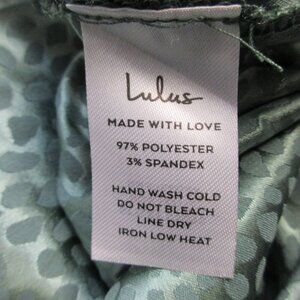 Lulus
MADE WITH LOVE
97% POLYESTER
3% SPANDEX
HAND WASH COLD
DO NOT BLEACH
LINE DRY
IRON LOW HEAT